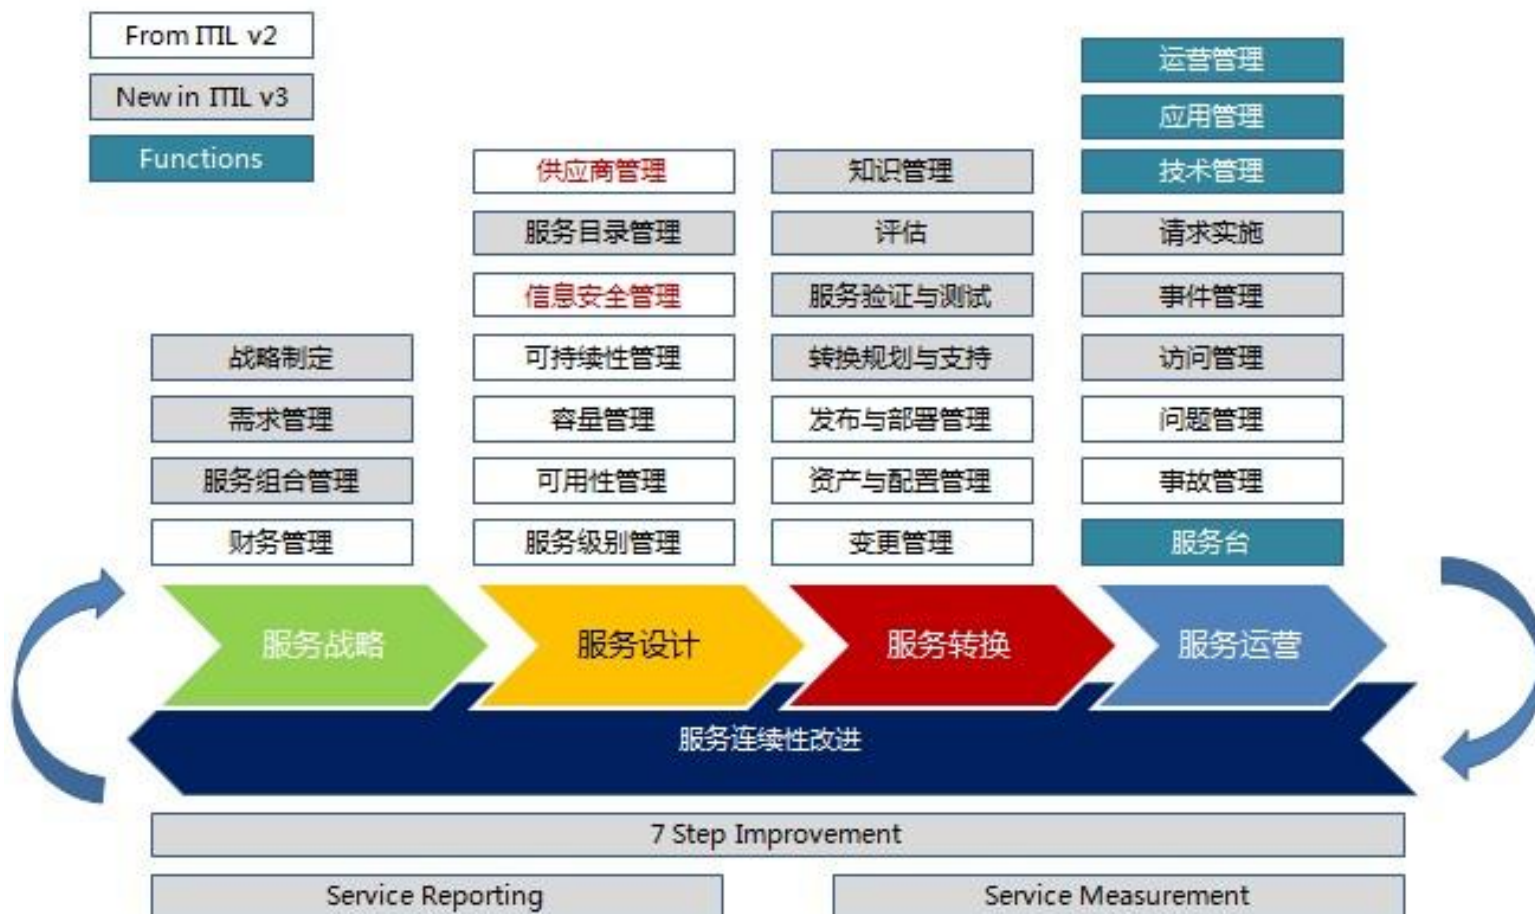 From ITIL v2
New in ITIL v3
Functions
战略制定
需求管理
服务组合管理
财务管理
供应商管理
服务目录管理
信息安全管理
可持续性管理
容量管理
可用性管理
服务级别管理
知识管理
评估
服务验证与测试
转换规划与支持
发布与部署管理
资产与配置管理
变更管理
运营管理
应用管理
技术管理
请求实施
事件管理
访问管理
问题管理
事故管理
服务台
服务战略
服务设计
服务转换
服务运营
服务连续性改进
7 Step Improvement
Service Reporting
Service Measurement